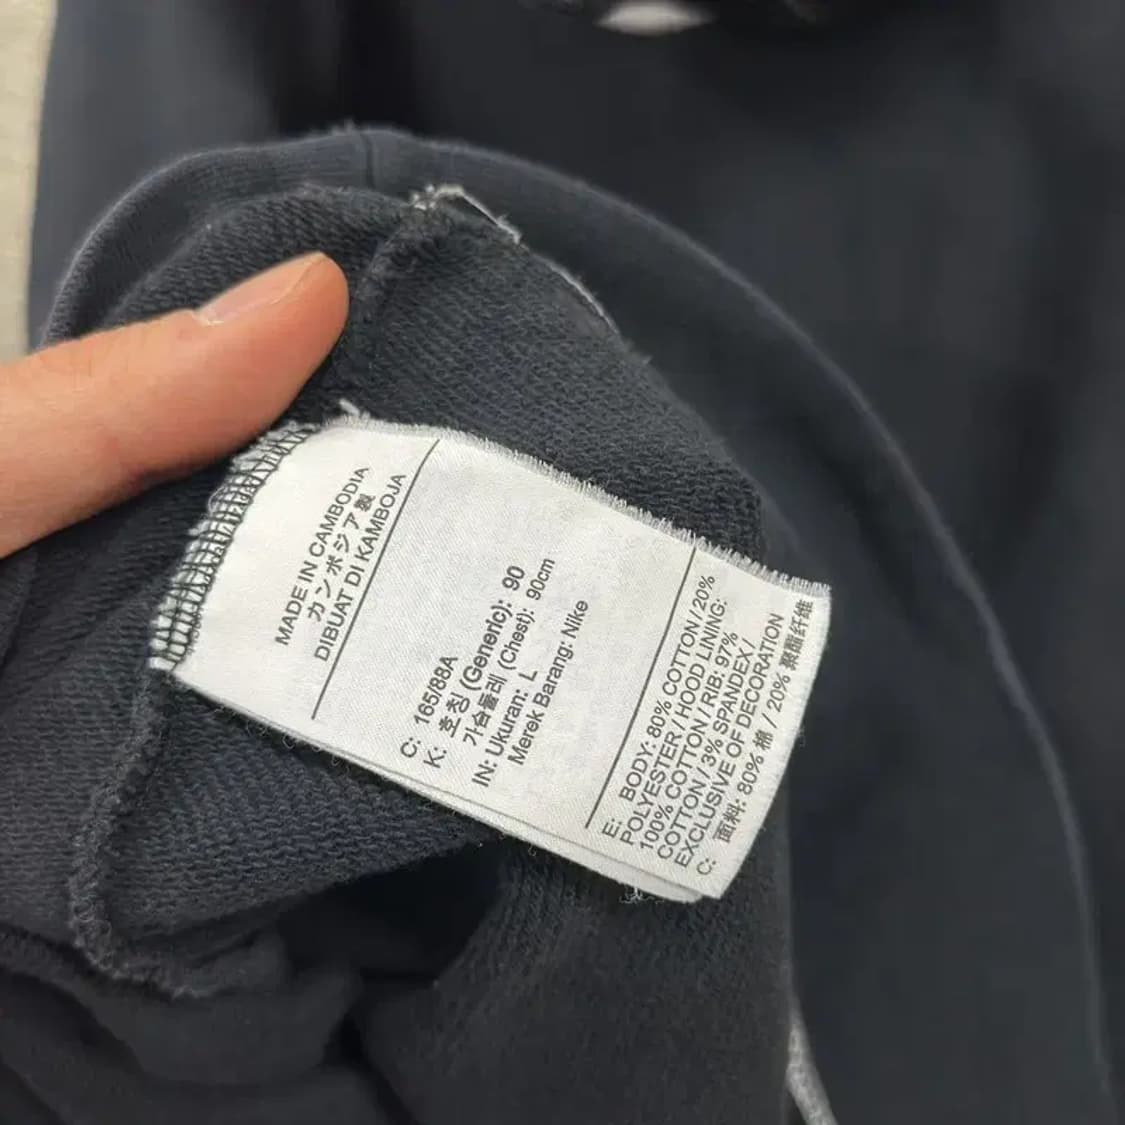 MADE IN CAMBODIA
カンボジア製
DIBUAT DI KAMBOJA
C: 165/88A
K: 호칭 (Generic): 90
가슴둘레 (Chest): 90cm
IN: Ukuran: L
Merek Barang: Nike
E: BODY: 80% COTTON / 20%
POLYESTER / HOOD LINING:
100% COTTON / RIB: 97%
COTTON / 3% SPANDEX /
EXCLUSIVE OF DECORATION
C: 面料: 80% 棉 / 20% 聚酯纤维